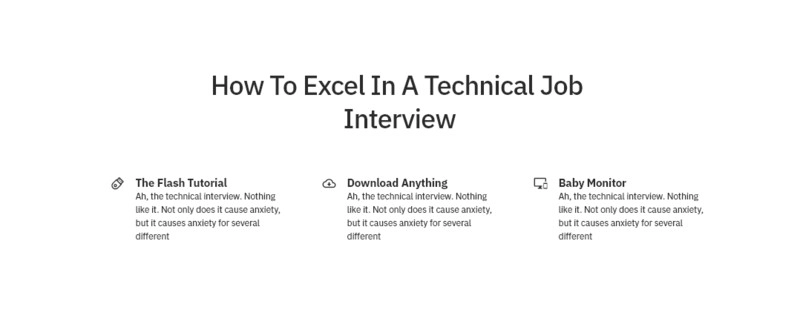 How To Excel In A Technical Job
Interview
The Flash Tutorial
Ah, the technical interview. Nothing
like it. Not only does it cause anxiety,
but it causes anxiety for several
different
Download Anything
Ah, the technical interview. Nothing
like it. Not only does it cause anxiety,
but it causes anxiety for several
different
Baby Monitor
Ah, the technical interview. Nothing
like it. Not only does it cause anxiety,
but it causes anxiety for several
different